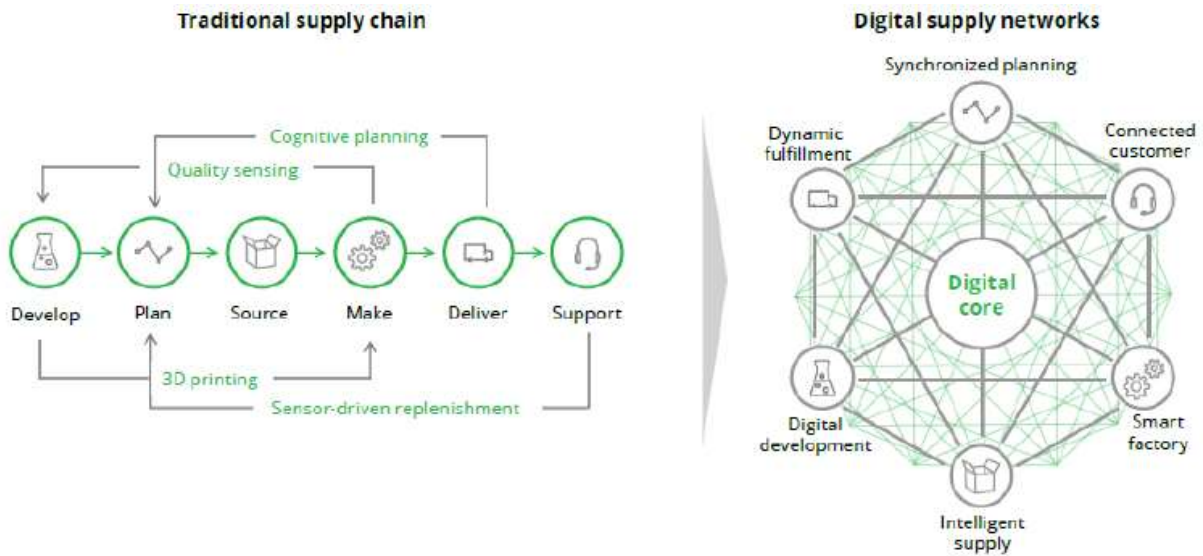 Traditional supply chain
Cognitive planning
Quality sensing
Develop
Plan
Source
Make
Deliver
Support
3D printing
Sensor-driven replenishment
Digital supply networks
Synchronized planning
Dynamic
fulfillment
Connected
customer
Digital
core
Digital
development
Smart
factory
Intelligent
supply